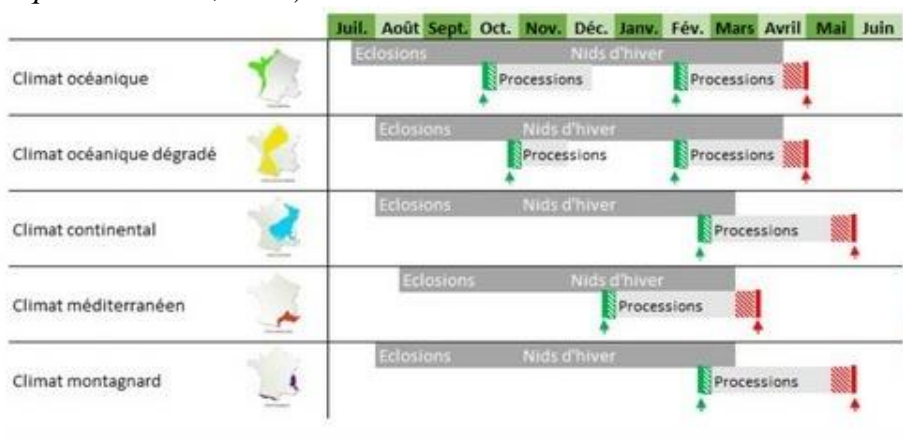 Juil. Août Sept. Oct. Nov. Déc. Janv. Fév. Mars Avril Mai Juin
Eclosions Nids d'hiver
Climat océanique Processions Processions
Eclosions Nids d'hiver
Climat océanique dégradé Processions Processions
Eclosions Nids d'hiver
Climat continental Processions
Eclosions Nids d'hiver
Climat méditerranéen Processions
Eclosions Nids d'hiver
Climat montagnard Processions